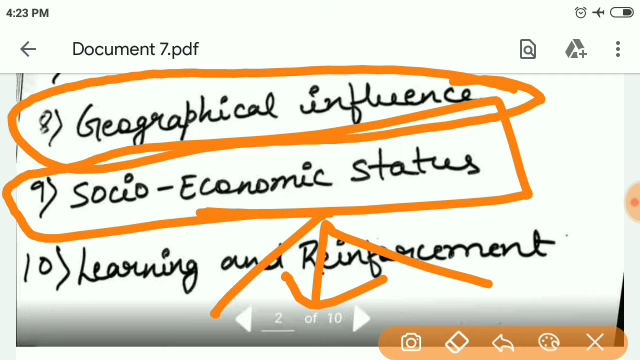 4:23 PM
Document 7.pdf
8) Geographical influence
9) Socio-Economic status
10) Learning and Reinforcement
2 of 10